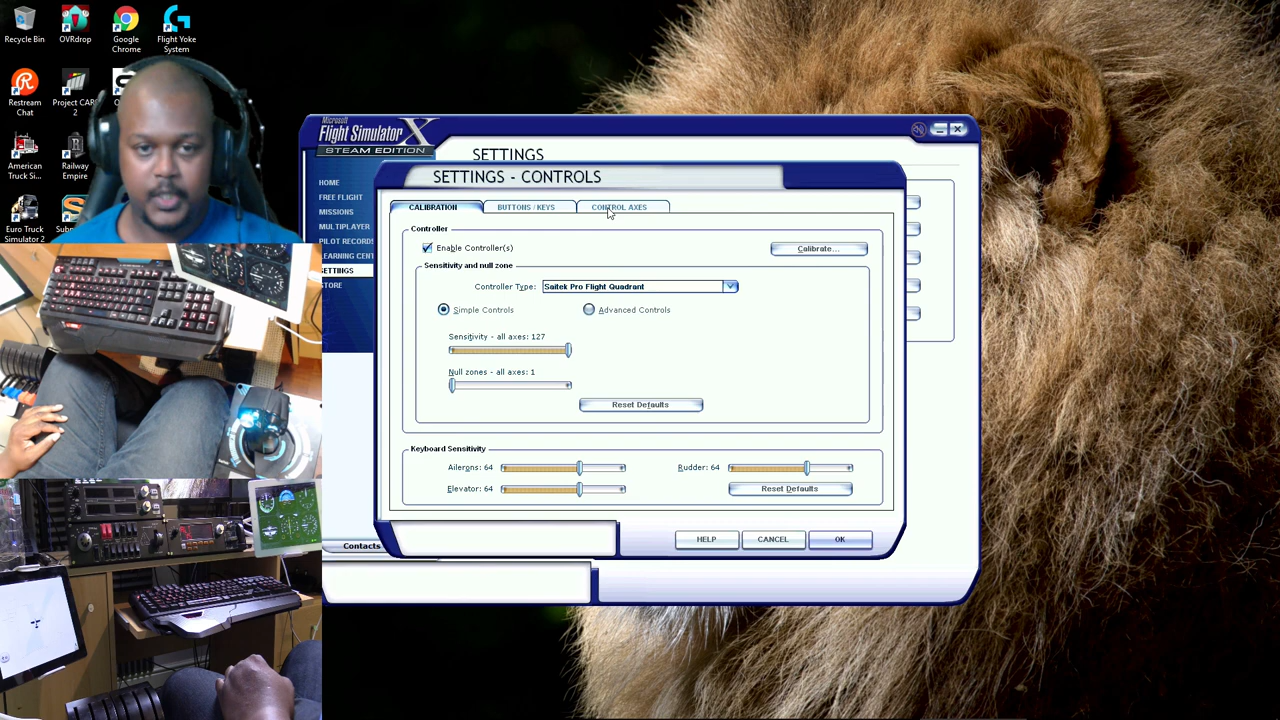 Recycle Bin
OVRdrop
Google
Chrome
Flight Yoke
System
Restream
Chat
Project CAR
2
American
Truck Si...
Railway
Empire
Euro Truck
Simulator 2
Microsoft
Flight Simulator X
STEAM EDITION
SETTINGS
HOME
FREE FLIGHT
MISSIONS
MULTIPLAYER
PILOT RECORDS
LEARNING CENT
SETTINGS
STORE
Contacts
SETTINGS - CONTROLS
CALIBRATION
BUTTONS / KEYS
CONTROL AXES
Controller
Enable Controller(s)
Calibrate...
Sensitivity and null zone
Controller Type:
Saitek Pro Flight Quadrant
Simple Controls
Advanced Controls
Sensitivity - all axes: 127
Null zones - all axes: 1
Reset Defaults
Keyboard Sensitivity
Ailerons: 64
Rudder: 64
Elevator: 64
Reset Defaults
HELP
CANCEL
OK